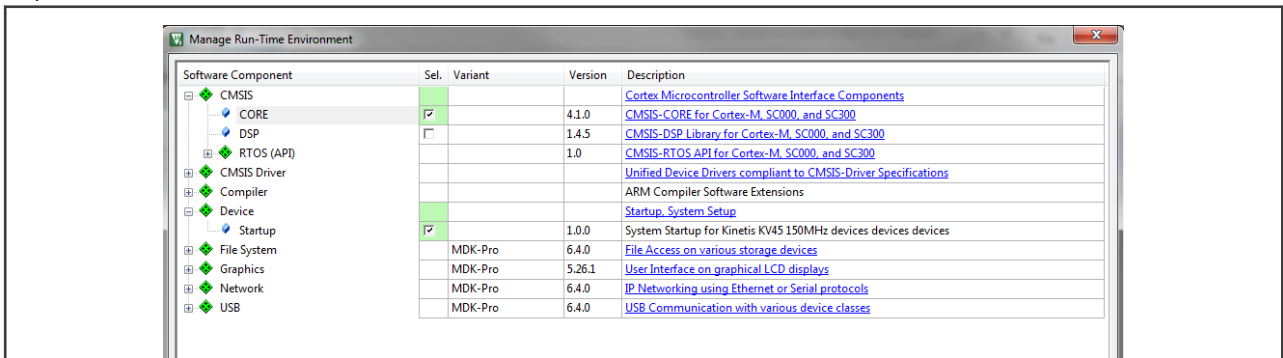 Manage Run-Time Environment
Software Component Sel. Variant Version Description
CMSIS Cortex Microcontroller Software Interface Components
CORE 4.1.0 CMSIS-CORE for Cortex-M, SC000, and SC300
DSP 1.4.5 CMSIS-DSP Library for Cortex-M, SC000, and SC300
RTOS (API) 1.0 CMSIS-RTOS API for Cortex-M, SC000, and SC300
CMSIS Driver Unified Device Drivers compliant to CMSIS-Driver Specifications
Compiler ARM Compiler Software Extensions
Device Startup, System Setup
Startup 1.0.0 System Startup for Kinetis KV45 150MHz devices devices devices
File System MDK-Pro 6.4.0 File Access on various storage devices
Graphics MDK-Pro 5.26.1 User Interface on graphical LCD displays
Network MDK-Pro 6.4.0 IP Networking using Ethernet or Serial protocols
USB MDK-Pro 6.4.0 USB Communication with various device classes